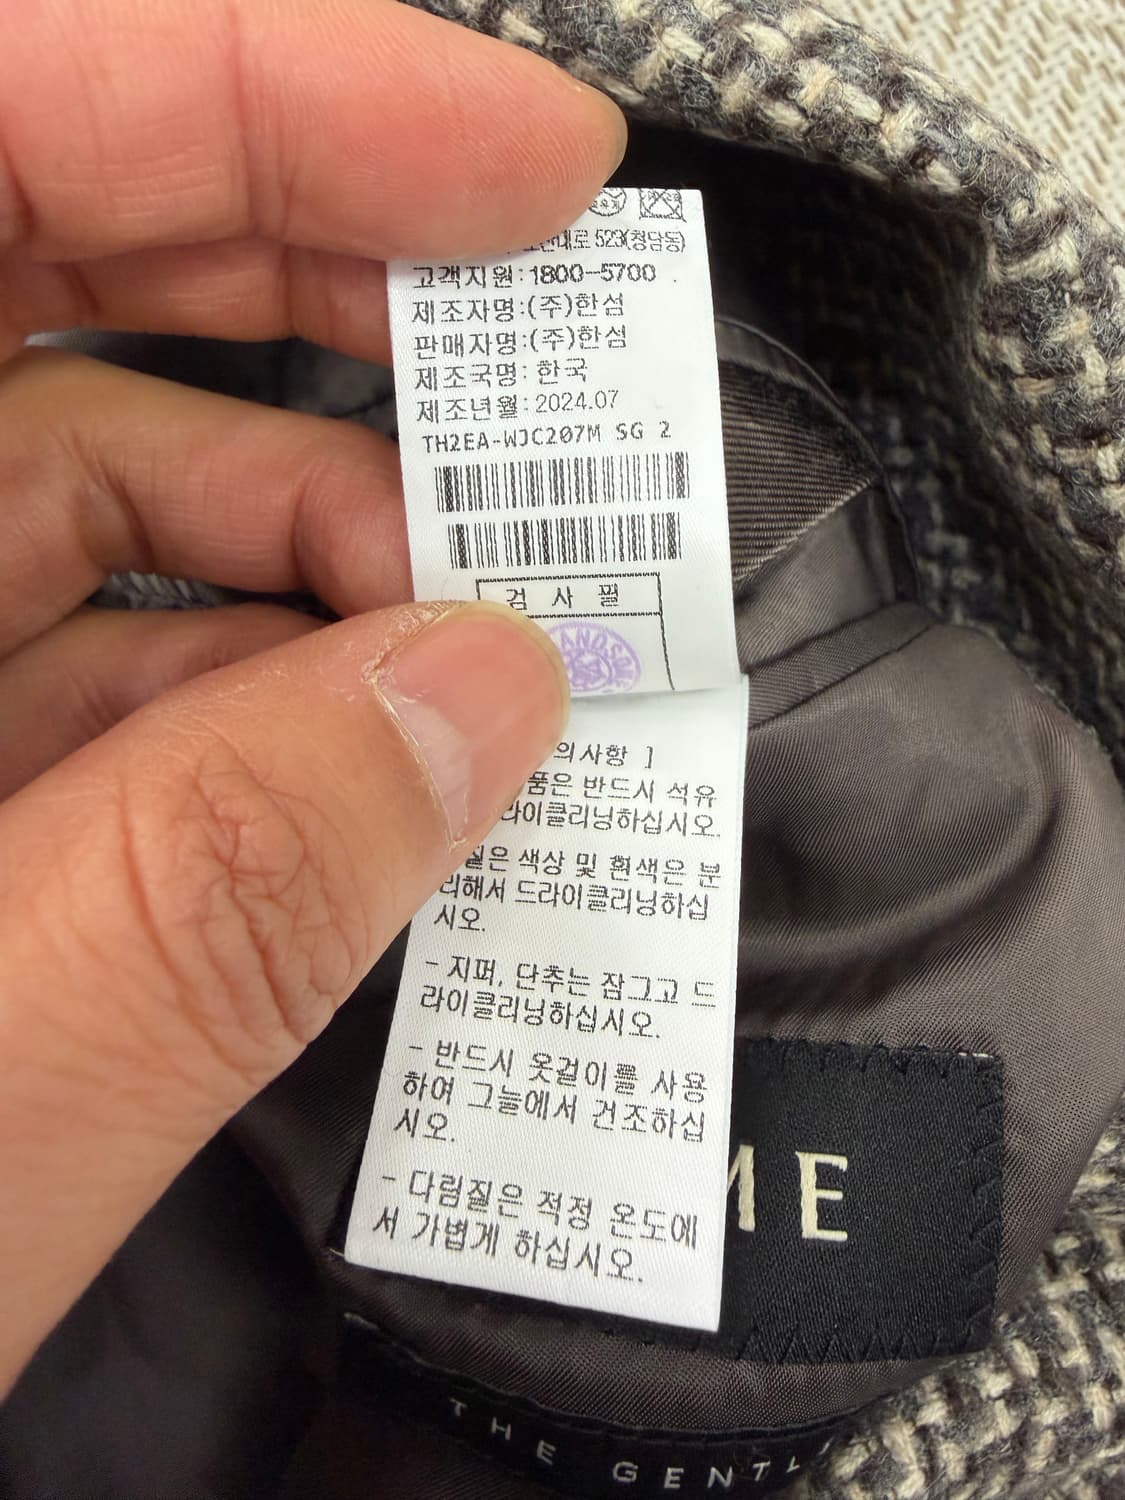 523(청담동)
고객지원:1800-5700
제조자명:(주)한섬
판매자명:(주)한섬
제조국명: 한국
제조년월: 2024.07
TH2EA-WJC207M SG 2
검 사 필
의사항 ]
품은 반드시 석유
라이클리닝하십시오.
질은 색상 및 흰색은 분
리해서 드라이클리닝하십
시오.
- 지퍼, 단추는 잠그고 드
라이클리닝하십시오.
- 반드시 옷걸이를 사용
하여 그늘에서 건조하십
시오.
- 다림질은 적정 온도에
서 가볍게 하십시오.
ME
THE GENTL